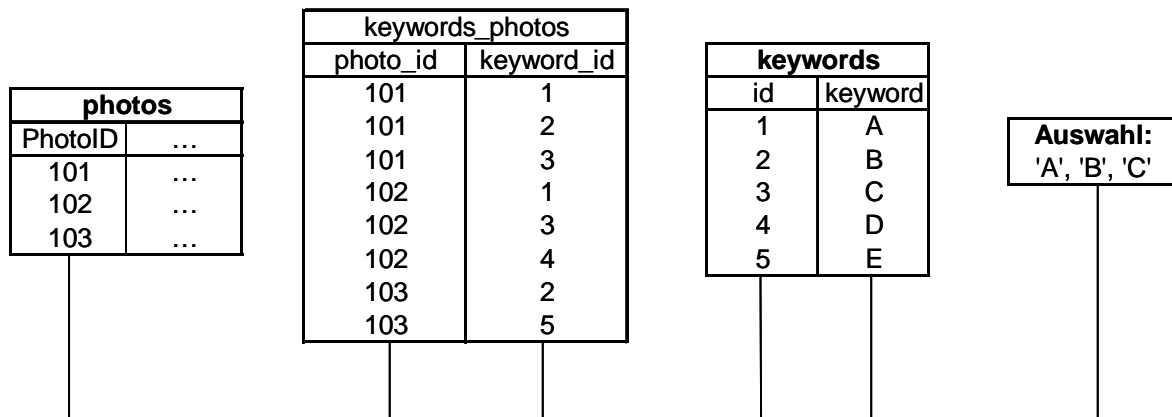 photos
PhotoID ...
101 ...
102 ...
103 ...
keywords_photos
photo_id keyword_id
101 1
101 2
101 3
102 1
102 3
102 4
103 2
103 5
keywords
id keyword
1 A
2 B
3 C
4 D
5 E
Auswahl:
'A', 'B', 'C'